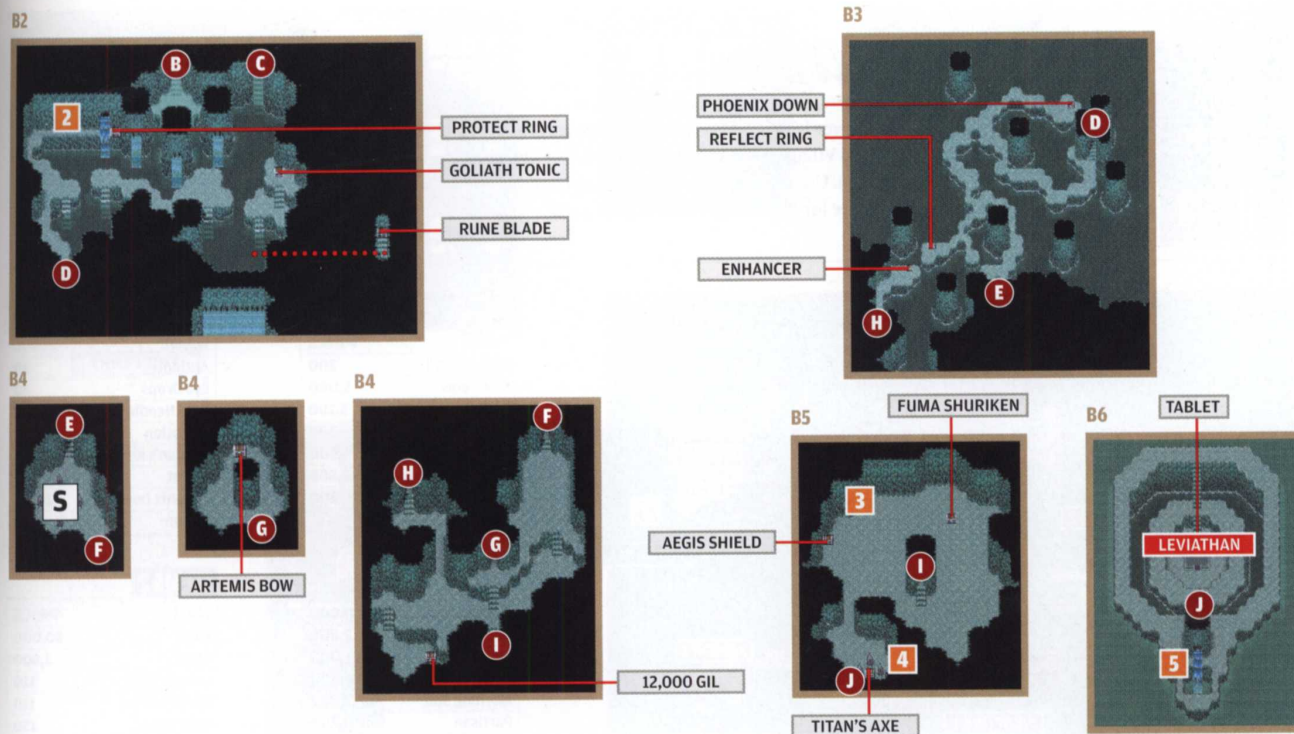 B2
B
C
2
D
PROTECT RING
GOLIATH TONIC
RUNE BLADE
B3
PHOENIX DOWN
REFLECT RING
ENHANCER
D
E
H
B4
E
S
F
B4
G
ARTEMIS BOW
B4
F
H
G
I
12,000 GIL
B5
FUMA SHURIKEN
3
AEGIS SHIELD
I
4
J
TITAN'S AXE
B6
TABLET
LEVIATHAN
J
5